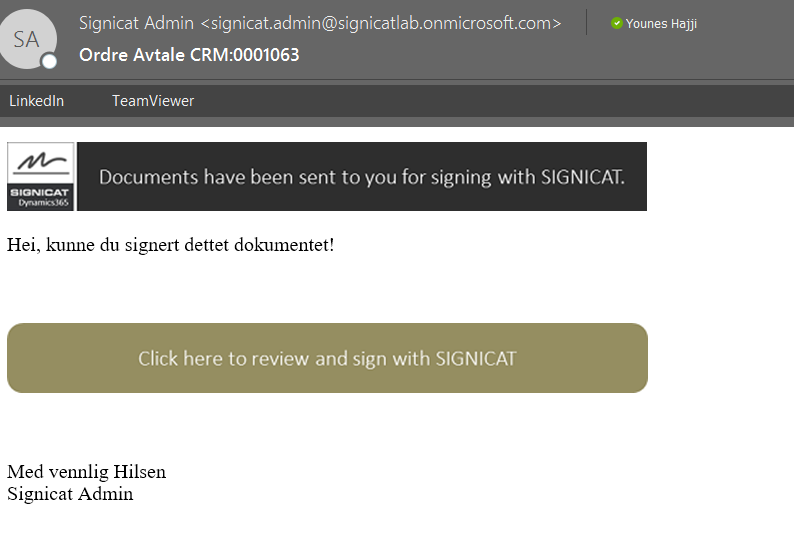 SA
Signicat Admin <signicat.admin@signicatlab.onmicrosoft.com>
Younes Hajji
Ordre Avtale CRM:0001063
LinkedIn TeamViewer
SIGNICAT
Dynamics365
Documents have been sent to you for signing with SIGNICAT.
Hei, kunne du signert dettet dokumentet!
Click here to review and sign with SIGNICAT
Med vennlig Hilsen
Signicat Admin